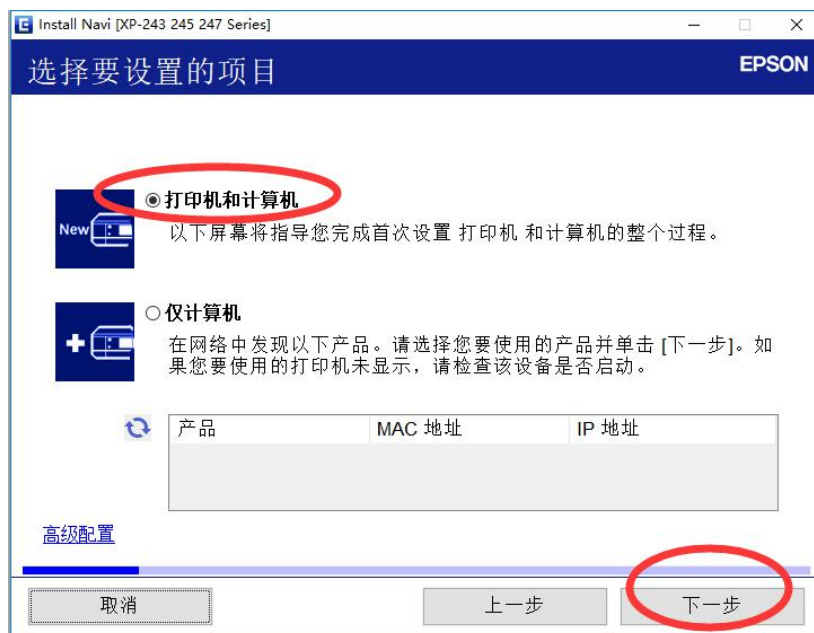 Install Navi [XP-243 245 247 Series]
选择要设置的项目
EPSON
New
打印机和计算机
以下屏幕将指导您完成首次设置 打印机 和计算机的整个过程。
仅计算机
在网络中发现以下产品。请选择您要使用的产品并单击 [下一步]。如
果您要使用的打印机未显示，请检查该设备是否启动。
产品 MAC 地址 IP 地址
高级配置
取消 上一步 下一步